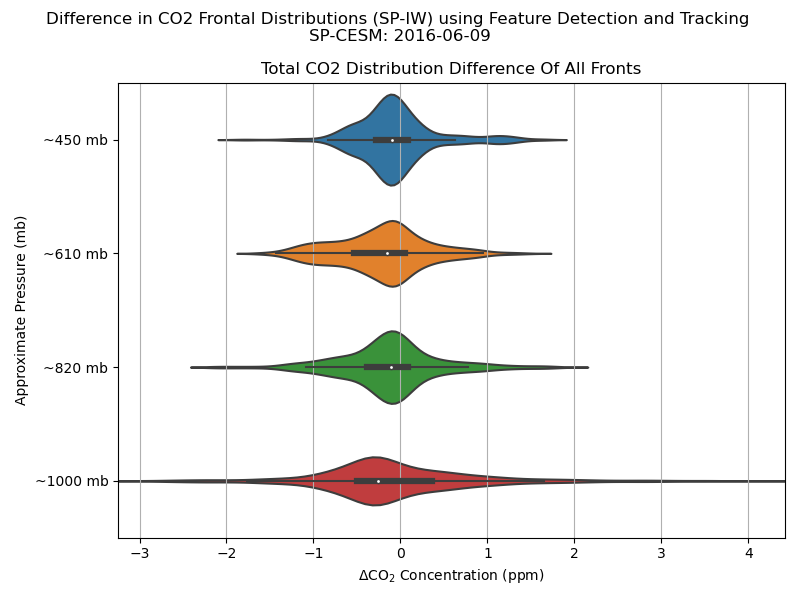 Difference in CO2 Frontal Distributions (SP-IW) using Feature Detection and Tracking
SP-CESM: 2016-06-09
Total CO2 Distribution Difference Of All Fronts
~450 mb
~610 mb
~820 mb
~1000 mb
Approximate Pressure (mb)
−3 −2 −1 0 1 2 3 4
ΔCO₂ Concentration (ppm)